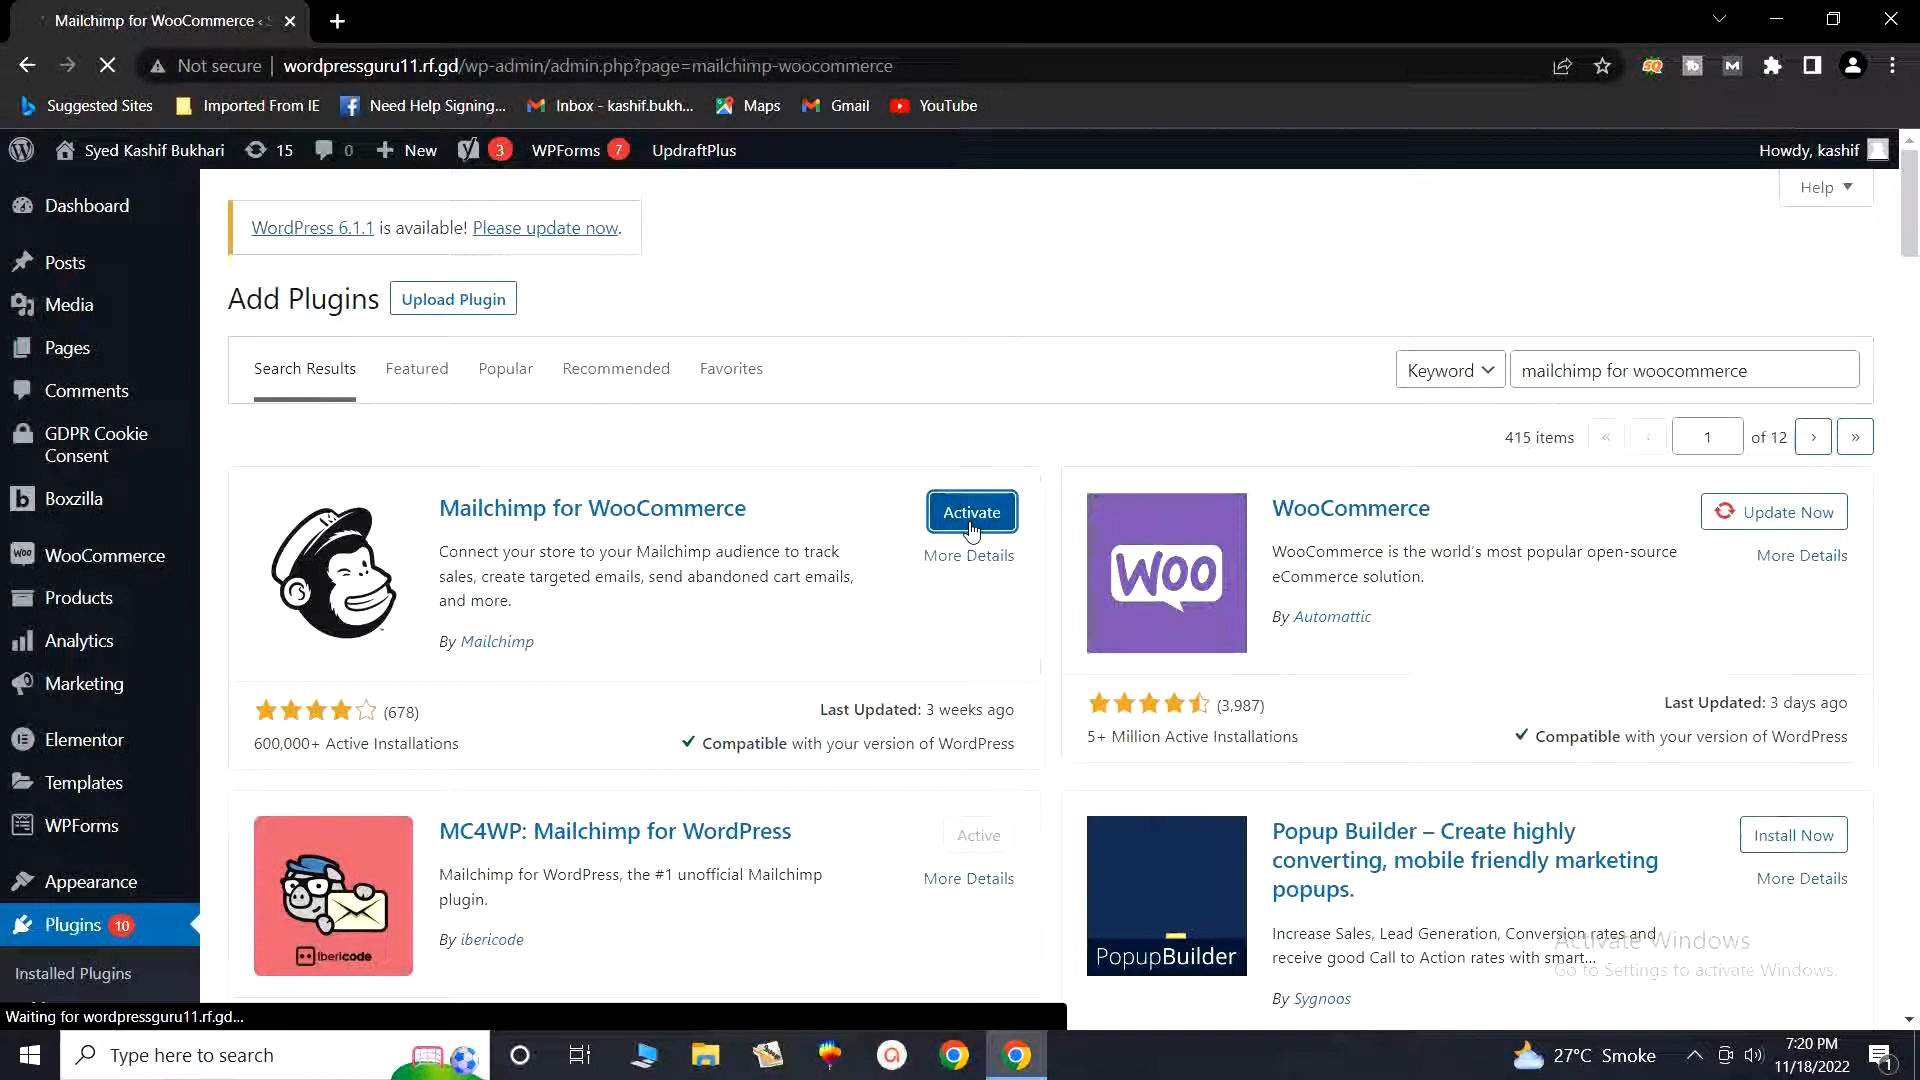 Mailchimp for WooCommerce ‹
Not secure wordpressguru11.rf.gd/wp-admin/admin.php?page=mailchimp-woocommerce
Suggested Sites Imported From IE Need Help Signing... Inbox - kashif.bukh... Maps Gmail YouTube
Syed Kashif Bukhari 15 0 New 3 WPForms 7 UpdraftPlus Howdy, kashif
Help
WordPress 6.1.1 is available! Please update now.
Add Plugins Upload Plugin
Search Results Featured Popular Recommended Favorites Keyword mailchimp for woocommerce
415 items « ‹ 1 of 12 › »
Dashboard
Posts
Media
Pages
Comments
GDPR Cookie
Consent
Boxzilla
WooCommerce
Products
Analytics
Marketing
Elementor
Templates
WPForms
Appearance
Plugins 10
Installed Plugins
Mailchimp for WooCommerce
Activate
More Details
Connect your store to your Mailchimp audience to track
sales, create targeted emails, send abandoned cart emails,
and more.
By Mailchimp
(678)
600,000+ Active Installations
Last Updated: 3 weeks ago
Compatible with your version of WordPress
WOO
WooCommerce
Update Now
More Details
WooCommerce is the world's most popular open-source
eCommerce solution.
By Automattic
(3,987)
5+ Million Active Installations
Last Updated: 3 days ago
Compatible with your version of WordPress
ibericode
MC4WP: Mailchimp for WordPress
Active
More Details
Mailchimp for WordPress, the #1 unofficial Mailchimp
plugin.
By ibericode
PopupBuilder
Popup Builder – Create highly
converting, mobile friendly marketing
popups.
Install Now
More Details
Increase Sales, Lead Generation, Conversion rates and
receive good Call to Action rates with smart...
By Sygnoos
Activate Windows
Go to Settings to activate Windows.
Waiting for wordpressguru11.rf.gd...
Type here to search
27°C Smoke
7:20 PM
11/18/2022
1